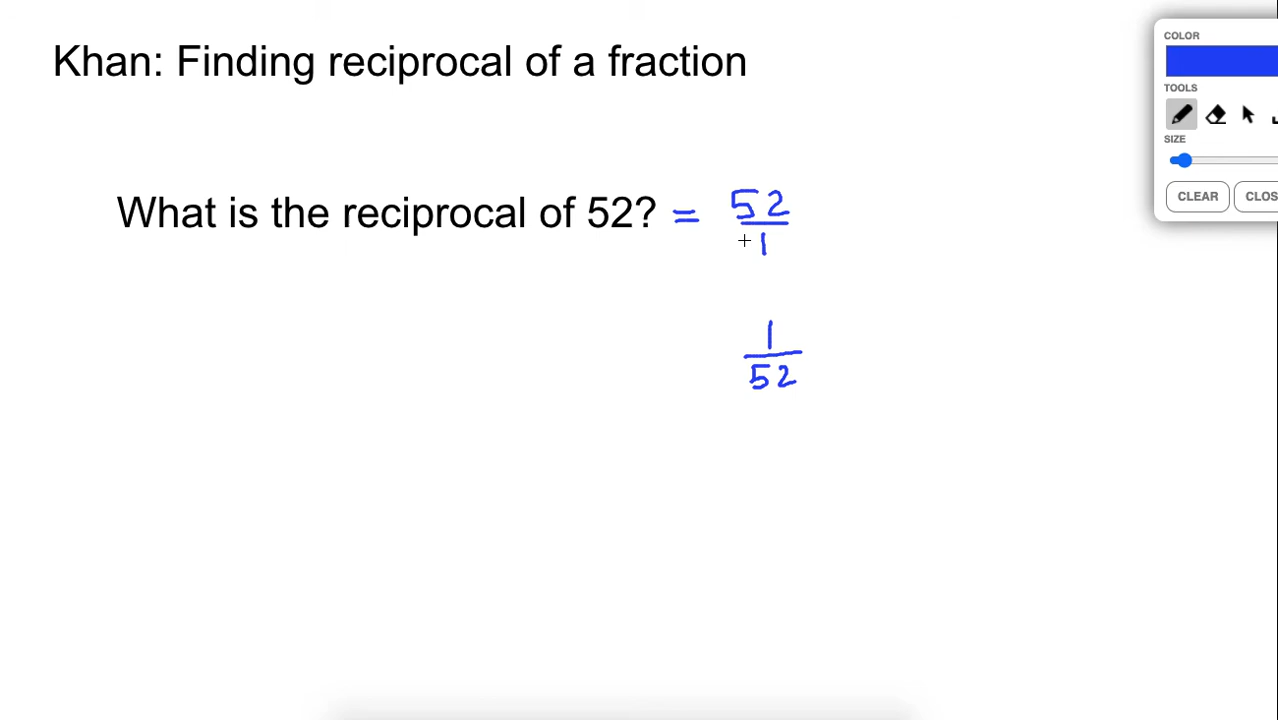 Khan: Finding reciprocal of a fraction
What is the reciprocal of 52? = 52/1
1/52
COLOR
TOOLS
SIZE
CLEAR CLOS